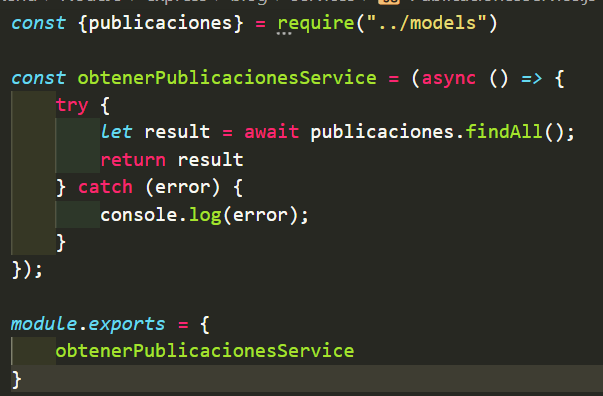 const {publicaciones} = require("../models")
const obtenerPublicacionesService = (async () => {
try {
let result = await publicaciones.findAll();
return result
} catch (error) {
console.log(error);
}
});
module.exports = {
obtenerPublicacionesService
}